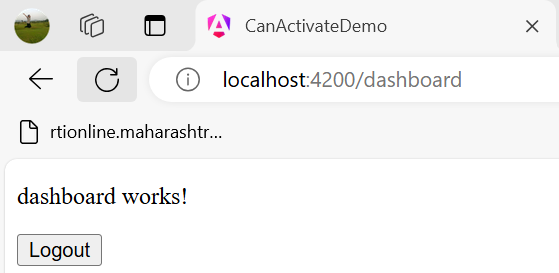 CanActivateDemo
localhost:4200/dashboard
rtionline.maharashtr...
dashboard works!
Logout